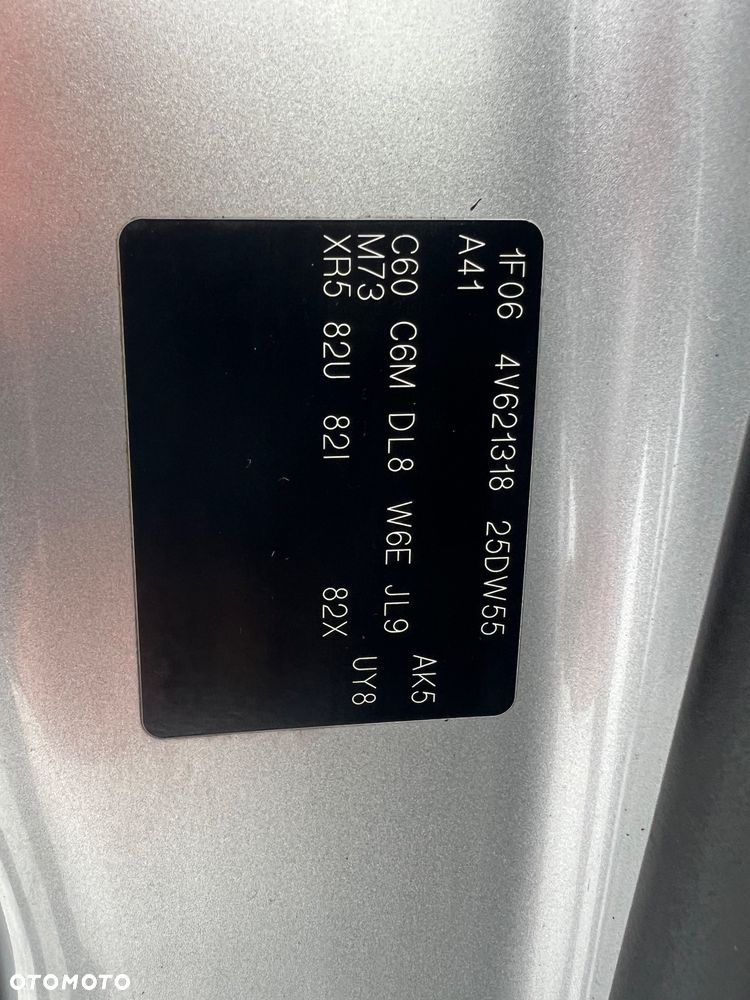 1F06 4V621318 25DW55
A41
AK5
C60 C6M DL8 W6E JL9
M73 UY8
XR5 82U 82I 82X
OTOMOTO